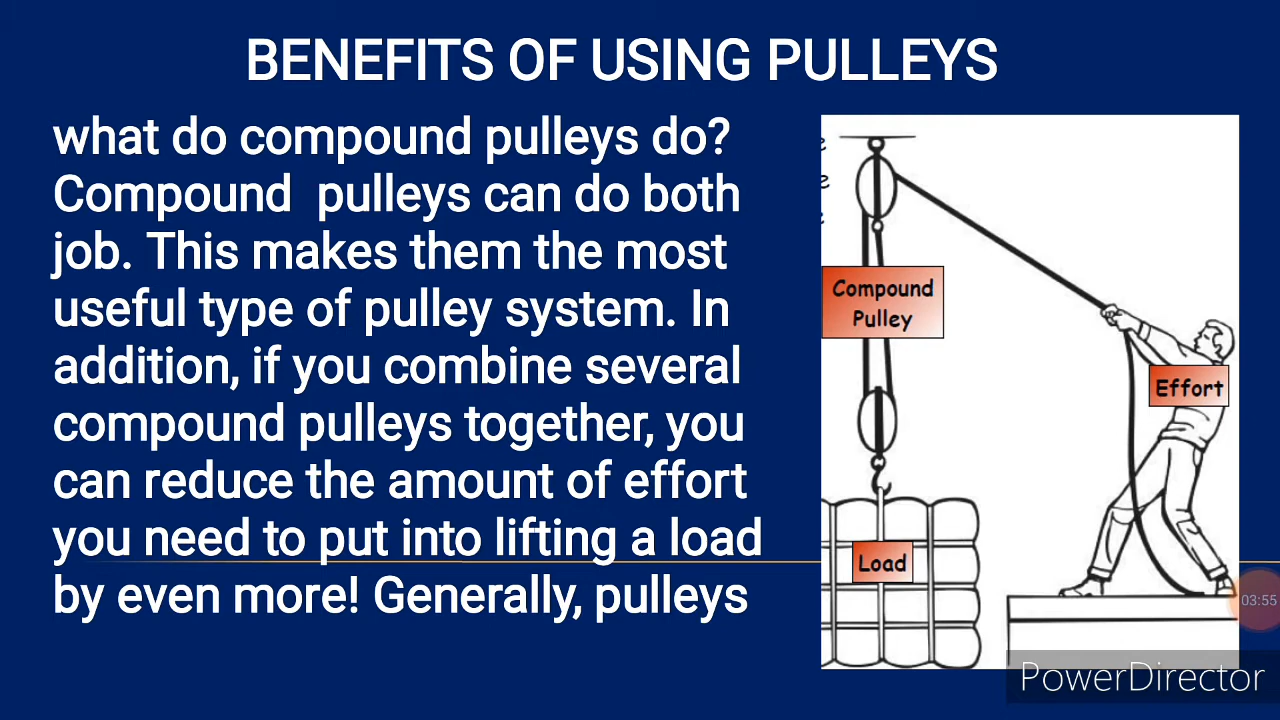 BENEFITS OF USING PULLEYS
what do compound pulleys do?
Compound pulleys can do both
job. This makes them the most
useful type of pulley system. In
addition, if you combine several
compound pulleys together, you
can reduce the amount of effort
you need to put into lifting a load
by even more! Generally, pulleys
Compound
Pulley
Effort
Load
03:55
PowerDirector